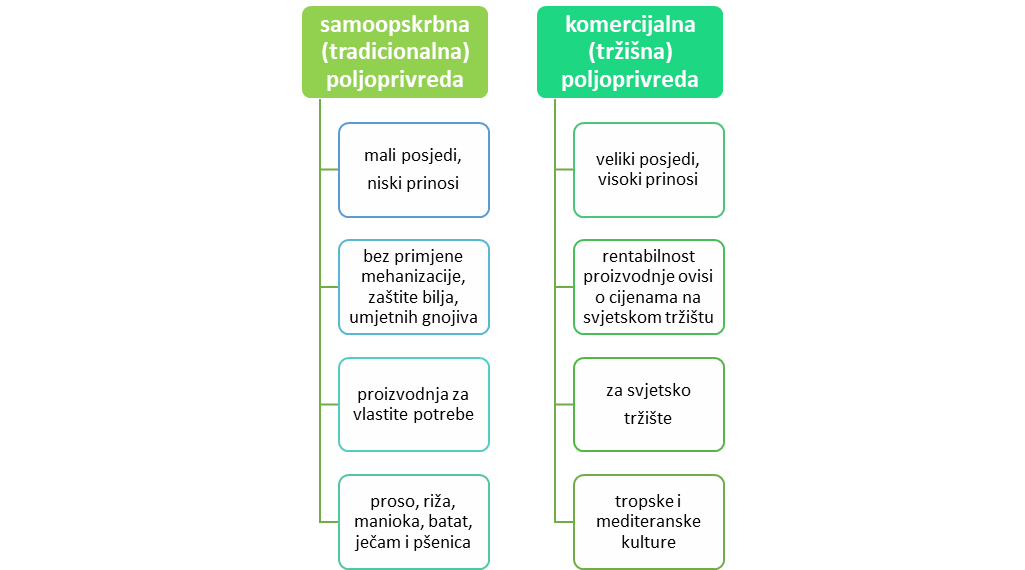 samoopskrbna
(tradicionalna)
poljoprivreda
mali posjedi,
niski prinosi
bez primjene
mehanizacije,
zaštite bilja,
umjetnih gnojiva
proizvodnja za
vlastite potrebe
proso, riža,
manioka, batat,
ječam i pšenica
komercijalna
(tržišna)
poljoprivreda
veliki posjedi,
visoki prinosi
rentabilnost
proizvodnje ovisi
o cijenama na
svjetskom tržištu
za svjetsko
tržište
tropske i
mediteranske
kulture